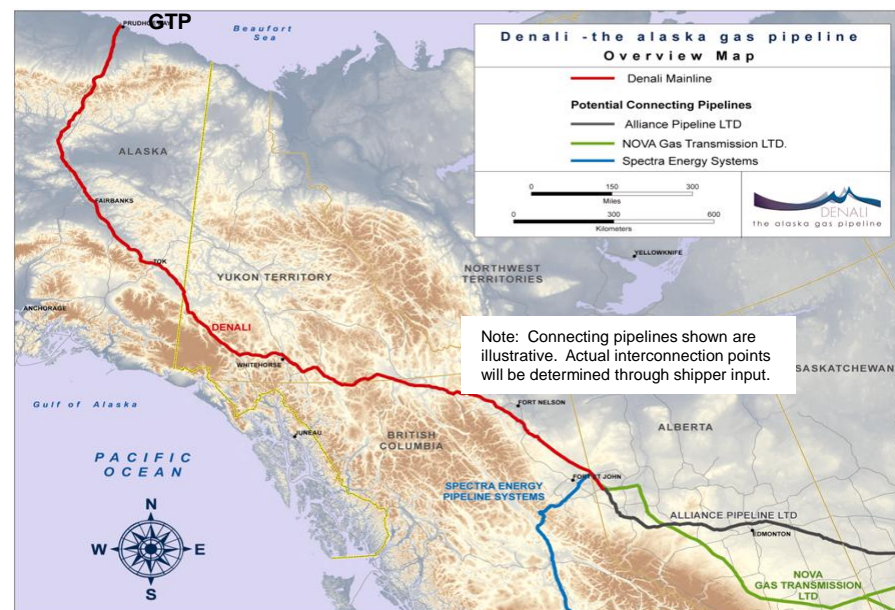 PRUDHOE BAY
GTP
Beaufort
Sea
Denali -the alaska gas pipeline
Overview Map
Denali Mainline
Potential Connecting Pipelines
Alliance Pipeline LTD
NOVA Gas Transmission LTD.
Spectra Energy Systems
0 150 300
Miles
0 300 600
Kilometers
DENALI
the alaska gas pipeline
ALASKA
FAIRBANKS
TOK
YUKON TERRITORY
NORTHWEST
TERRITORIES
YELLOWKNIFE
ANCHORAGE
DENALI
WHITEHORSE
Note: Connecting pipelines shown are
illustrative. Actual interconnection points
will be determined through shipper input.
SASKATCHEWAN
Gulf of Alaska
JUNEAU
FORT NELSON
BRITISH
COLUMBIA
ALBERTA
PACIFIC
OCEAN
SPECTRA ENERGY
PIPELINE SYSTEMS
FORT ST JOHN
ALLIANCE PIPELINE LTD
EDMONTON
NOVA
GAS TRANSMISSION
LTD
N
W E
S